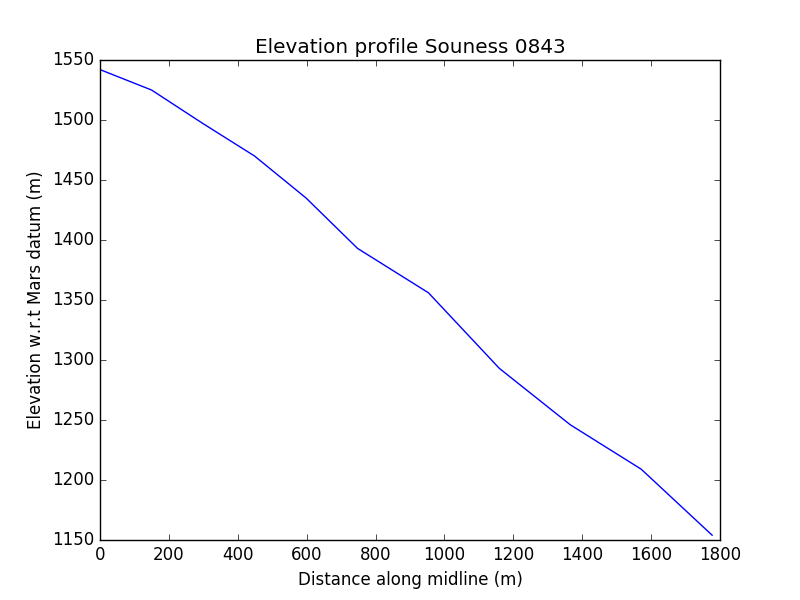 Elevation profile Souness 0843
1550
1500
1450
1400
1350
1300
1250
1200
1150
Elevation w.r.t Mars datum (m)
0 200 400 600 800 1000 1200 1400 1600 1800
Distance along midline (m)